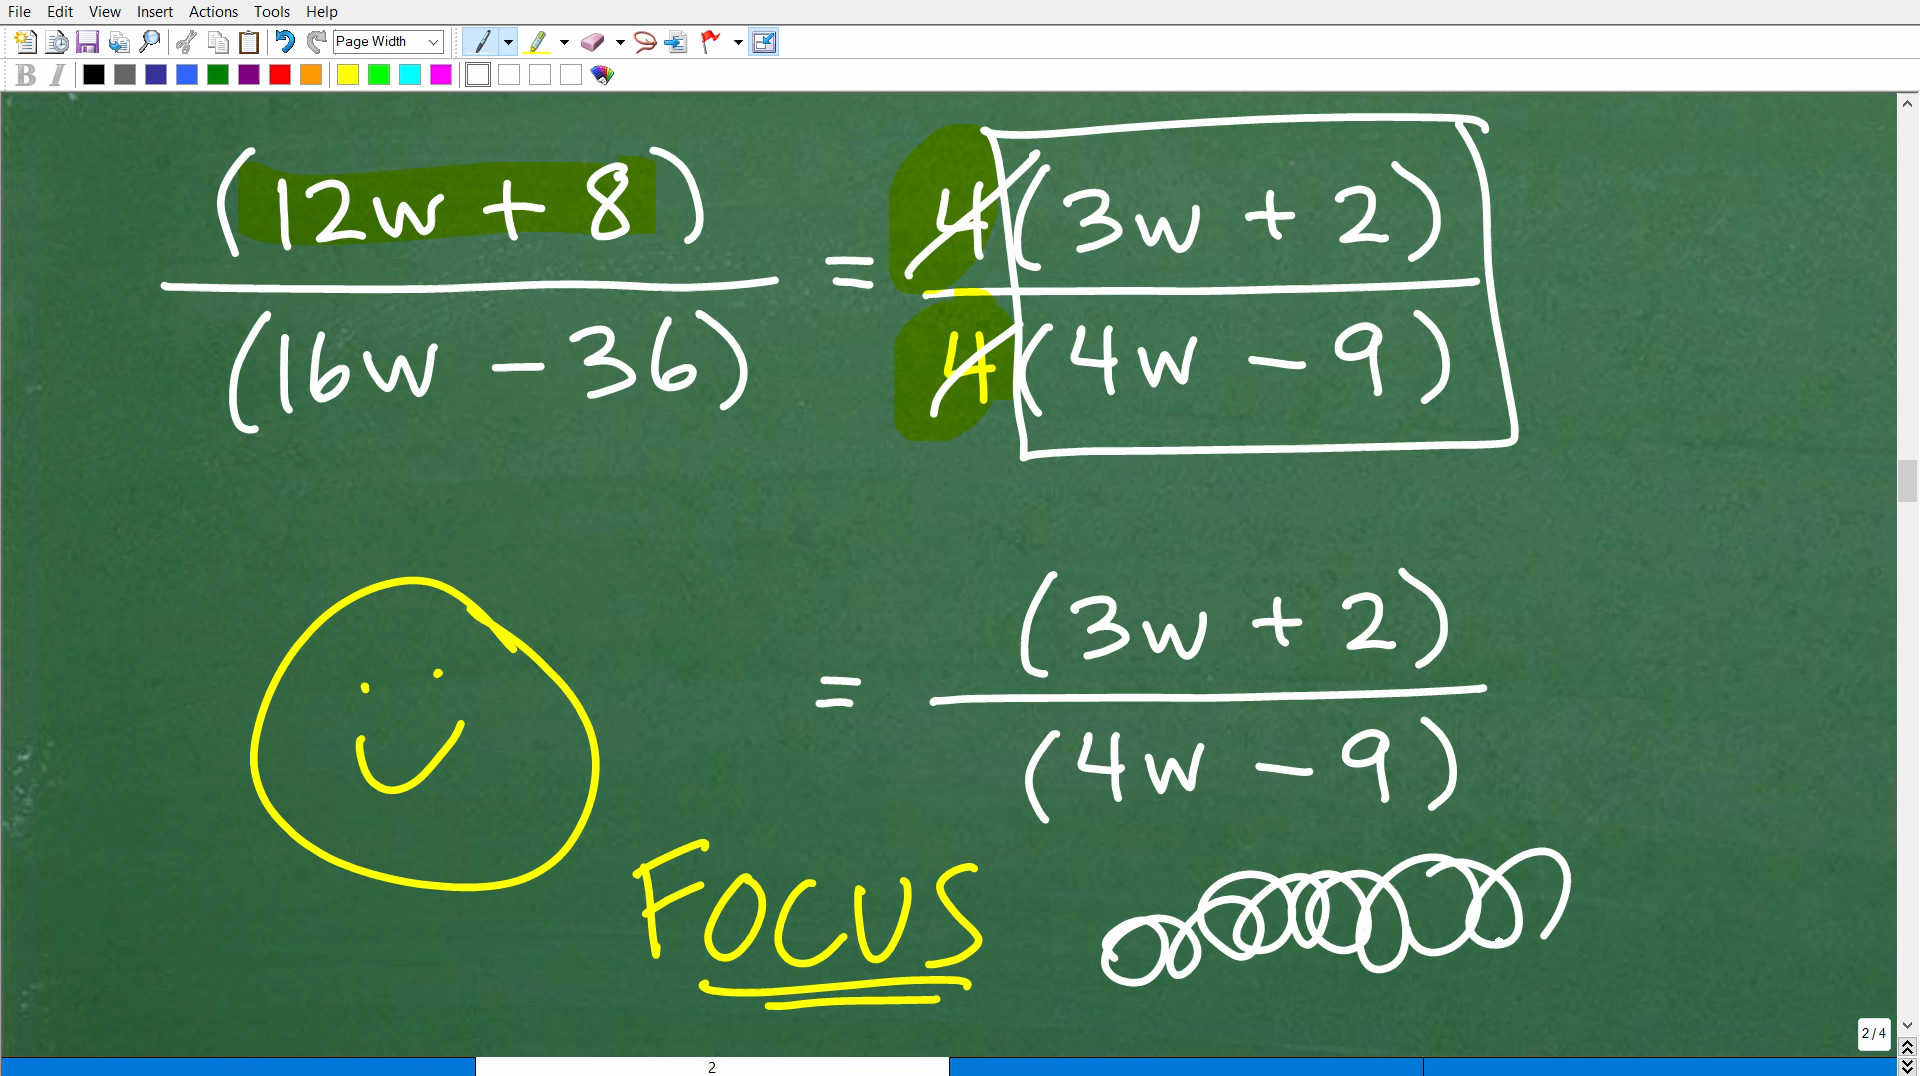 File Edit View Insert Actions Tools Help
Page Width
B I
(12w + 8) = 4(3w + 2)
(16w - 36) 4(4w - 9)
= (3w + 2)
(4w - 9)
FOCUS
2 / 4
2